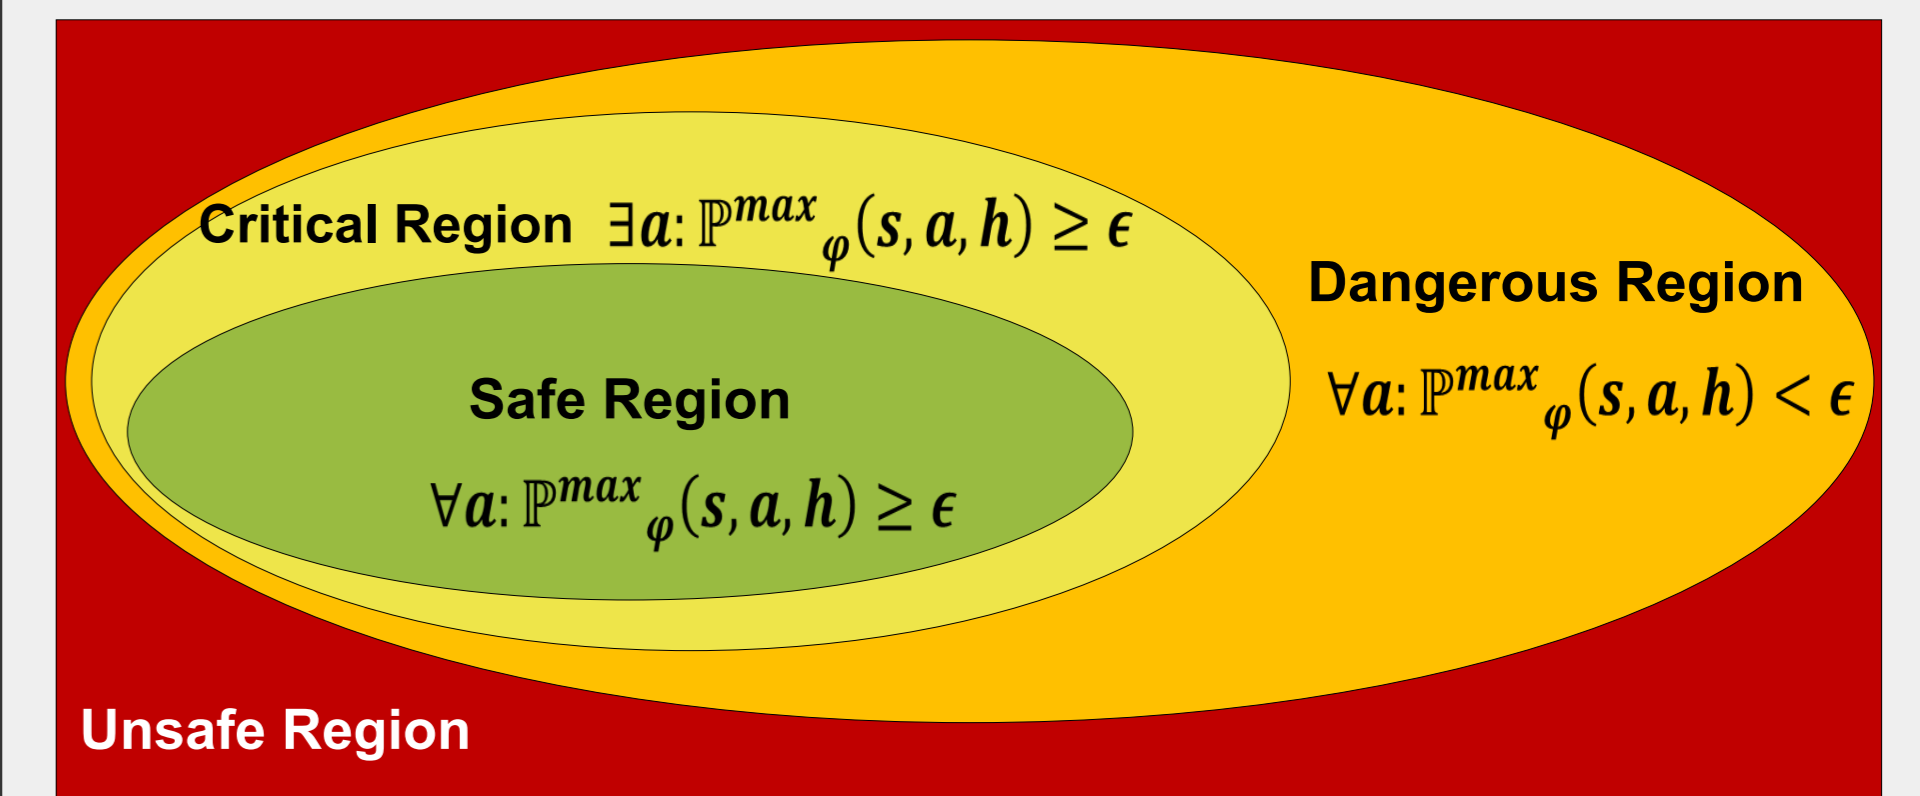 Critical Region ∃a: ℙ^max_φ(s, a, h) ≥ ϵ
Dangerous Region
∀a: ℙ^max_φ(s, a, h) < ϵ
Safe Region
∀a: ℙ^max_φ(s, a, h) ≥ ϵ
Unsafe Region